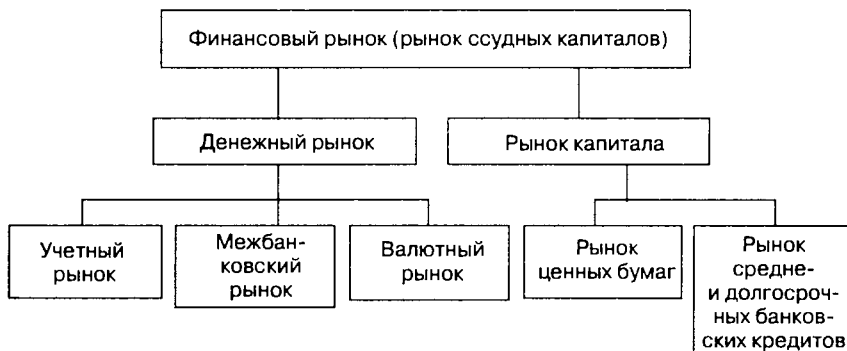 Финансовый рынок (рынок ссудных капиталов)
Денежный рынок
Рынок капитала
Учетный
рынок
Межбан-
ковский
рынок
Валютный
рынок
Рынок
ценных бумаг
Рынок
средне-
и долгосроч-
ных банков-
ских кредитов